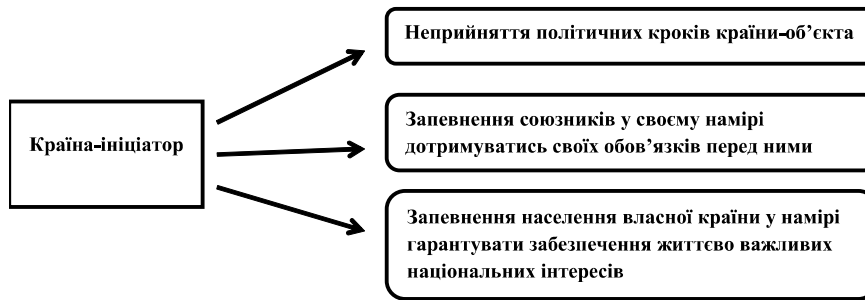 Неприйняття політичних кроків країни-об’єкта
Країна-ініціатор
Запевнення союзників у своєму намірі
дотримуватись своїх обов’язків перед ними
Запевнення населення власної країни у намірі
гарантувати забезпечення життєво важливих
національних інтересів